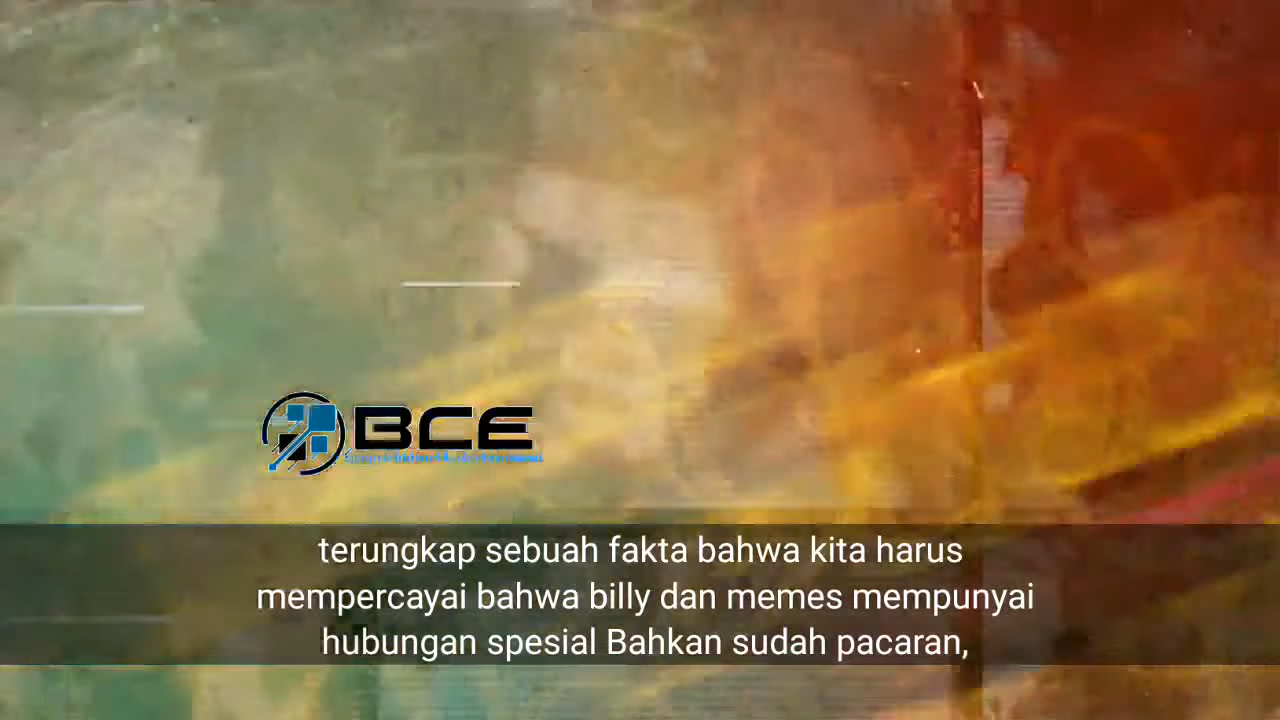 BCE
terungkap sebuah fakta bahwa kita harus
mempercayai bahwa billy dan memes mempunyai
hubungan spesial Bahkan sudah pacaran,